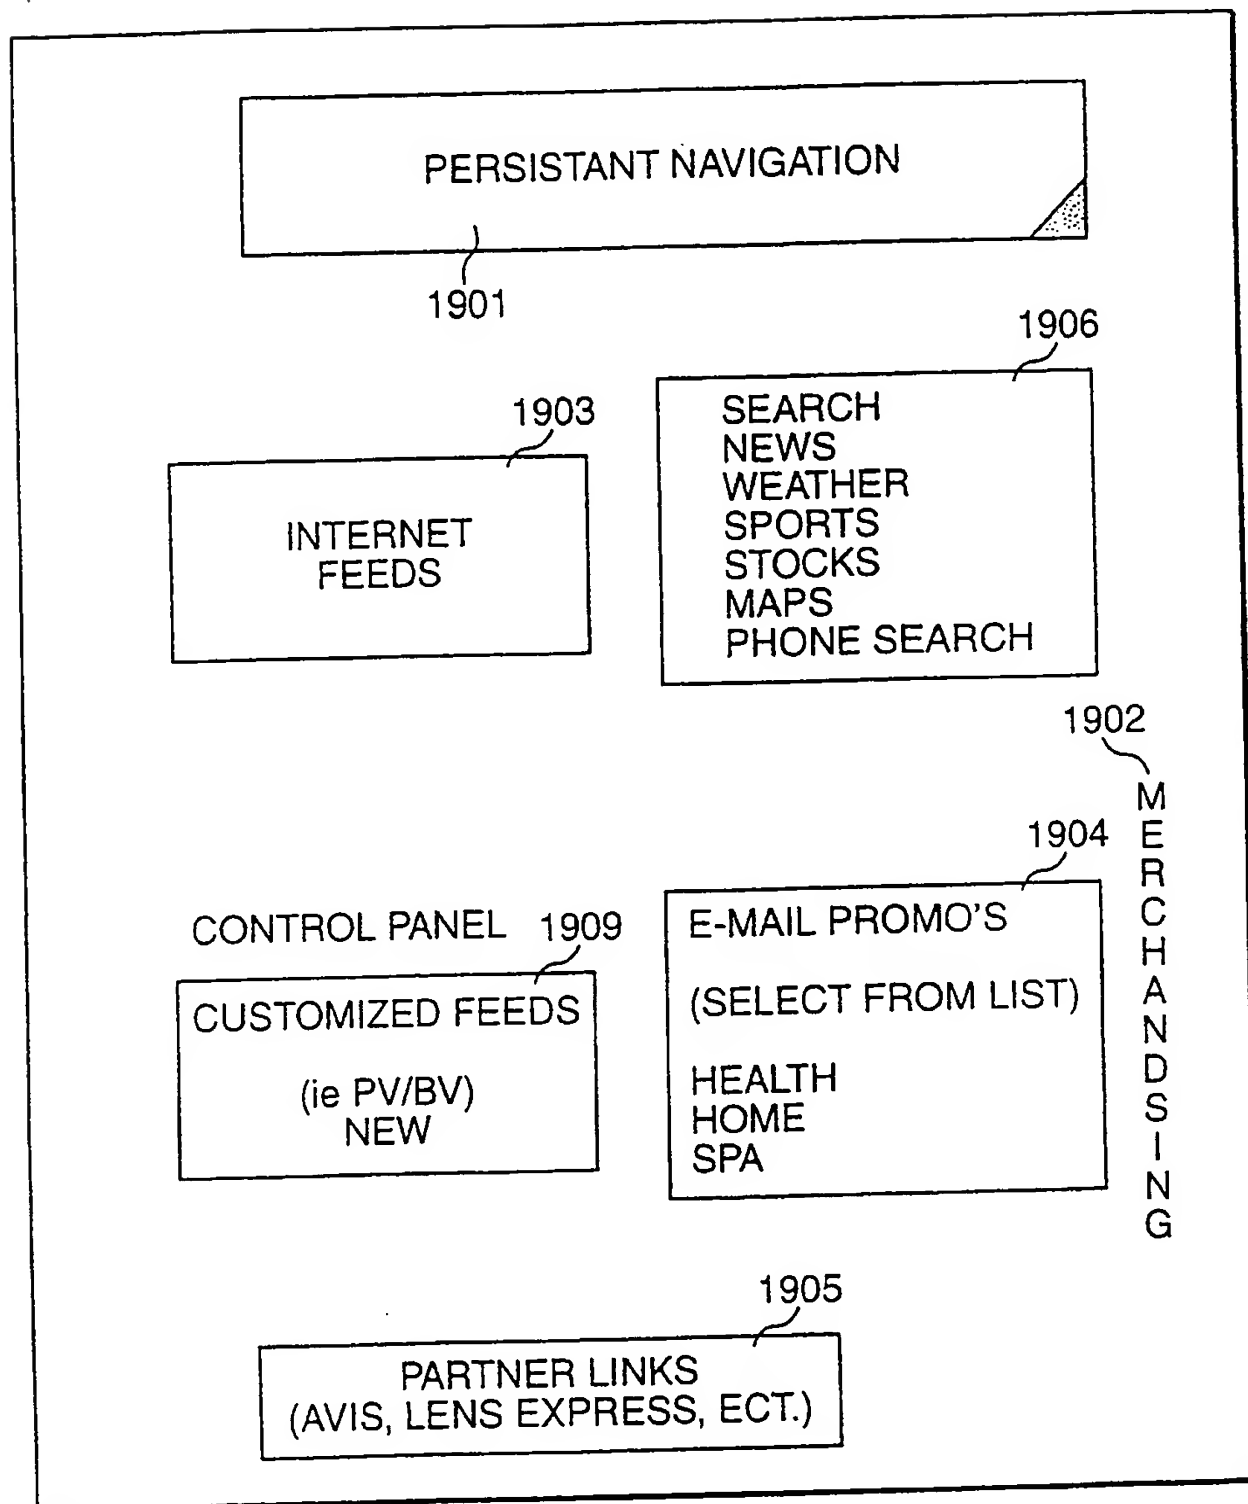 PERSISTANT NAVIGATION
1901
1906
1903
SEARCH
NEWS
WEATHER
SPORTS
STOCKS
MAPS
PHONE SEARCH
INTERNET
FEEDS
1902
MERCHANDSING
1904
E-MAIL PROMO'S
(SELECT FROM LIST)
HEALTH
HOME
SPA
CONTROL PANEL
1909
CUSTOMIZED FEEDS
(ie PV/BV)
NEW
1905
PARTNER LINKS
(AVIS, LENS EXPRESS, ECT.)